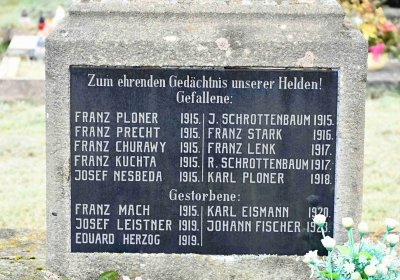 Zum ehrenden Gedächtnis unserer Helden!
Gefallene:
FRANZ PLONER 1915. J. SCHROTTENBAUM 1915.
FRANZ PRECHT 1915. FRANZ STARK 1916.
FRANZ CHURAWY 1915. FRANZ LENK 1917.
FRANZ KUCHTA 1915. R. SCHROTTENBAUM 1917.
JOSEF NESBEDA 1915. KARL PLONER 1918.
Gestorbene:
FRANZ MACH 1915. KARL EISMANN 1920.
JOSEF LEISTNER 1919. JOHANN FISCHER
EDUARD HERZOG 1919.